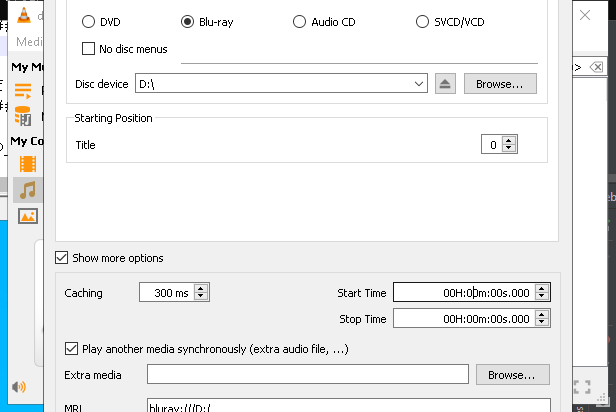 DVD Blu-ray Audio CD SVCD/VCD
Medi
No disc menus
My M
Disc device D:\ Browse...
Starting Position
Title 0
My Co
Show more options
Caching 300 ms Start Time 00H:00m:00s.000
Stop Time 00H:00m:00s.000
Play another media synchronously (extra audio file, ...)
Extra media Browse...
MRL bluray:///D:/